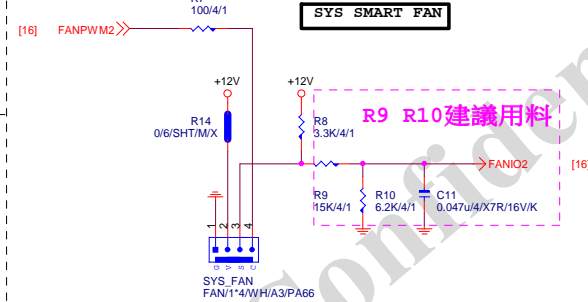 SYS SMART FAN
100/4/1
[16] FANPWM2
+12V +12V
R14
0/6/SHT/M/X
R8
3.3K/4/1
R9 R10建議用料
FANIO2 [16
R9
15K/4/1
R10
6.2K/4/1
C11
0.047u/4/X7R/16V/K
1 2 3 4
G V S C
SYS_FAN
FAN/1*4/WH/A3/PA66
Confiden